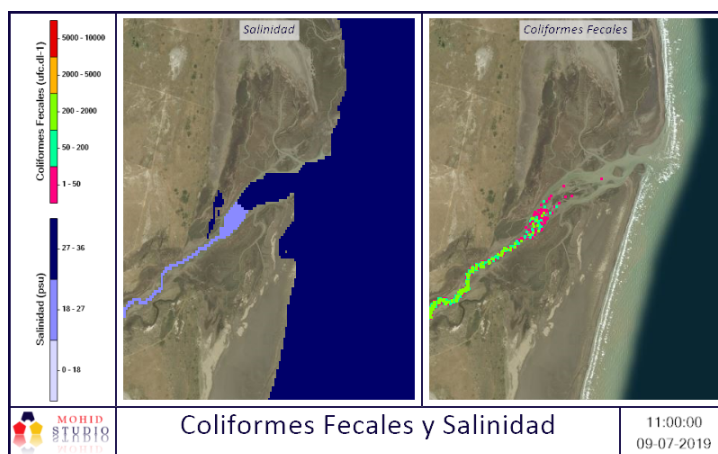 Coliformes Fecales (ufc.dl-1)
5000 - 10000
2000 - 5000
200 - 2000
50 - 200
1 - 50
Salinidad (psu)
27 - 36
18 - 27
0 - 18
Salinidad
Coliformes Fecales
MOHID
STUDIO
Coliformes Fecales y Salinidad
11:00:00
09-07-2019